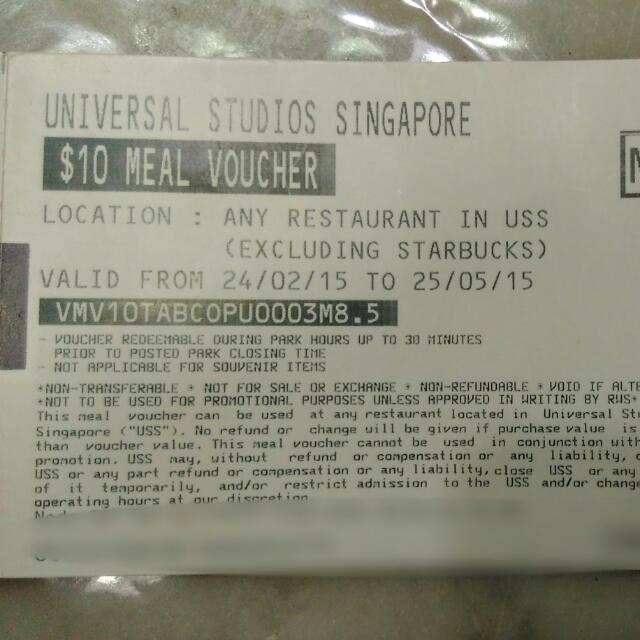 UNIVERSAL STUDIOS SINGAPORE
$10 MEAL VOUCHER
LOCATION : ANY RESTAURANT IN USS
(EXCLUDING STARBUCKS)
VALID FROM 24/02/15 TO 25/05/15
VMV10TABCOPU0003M8.5
- VOUCHER REDEEMABLE DURING PARK HOURS UP TO 30 MINUTES
PRIOR TO POSTED PARK CLOSING TIME
- NOT APPLICABLE FOR SOUVENIR ITEMS
*NON-TRANSFERABLE * NOT FOR SALE OR EXCHANGE * NON-REFUNDABLE * VOID IF ALTE
*NOT TO BE USED FOR PROMOTIONAL PURPOSES UNLESS APPROVED IN WRITING BY RWS*
This meal voucher can be used at any restaurant located in Universal Stu
Singapore ("USS"). No refund or change will be given if purchase value is
than voucher value. This meal voucher cannot be used in conjunction with
promotion. USS may, without refund or compensation or any liability,
USS or any part refund or compensation or any liability, close USS or any
of it temporarily, and/or restrict admission to the USS and/or change
operating hours at our discretion